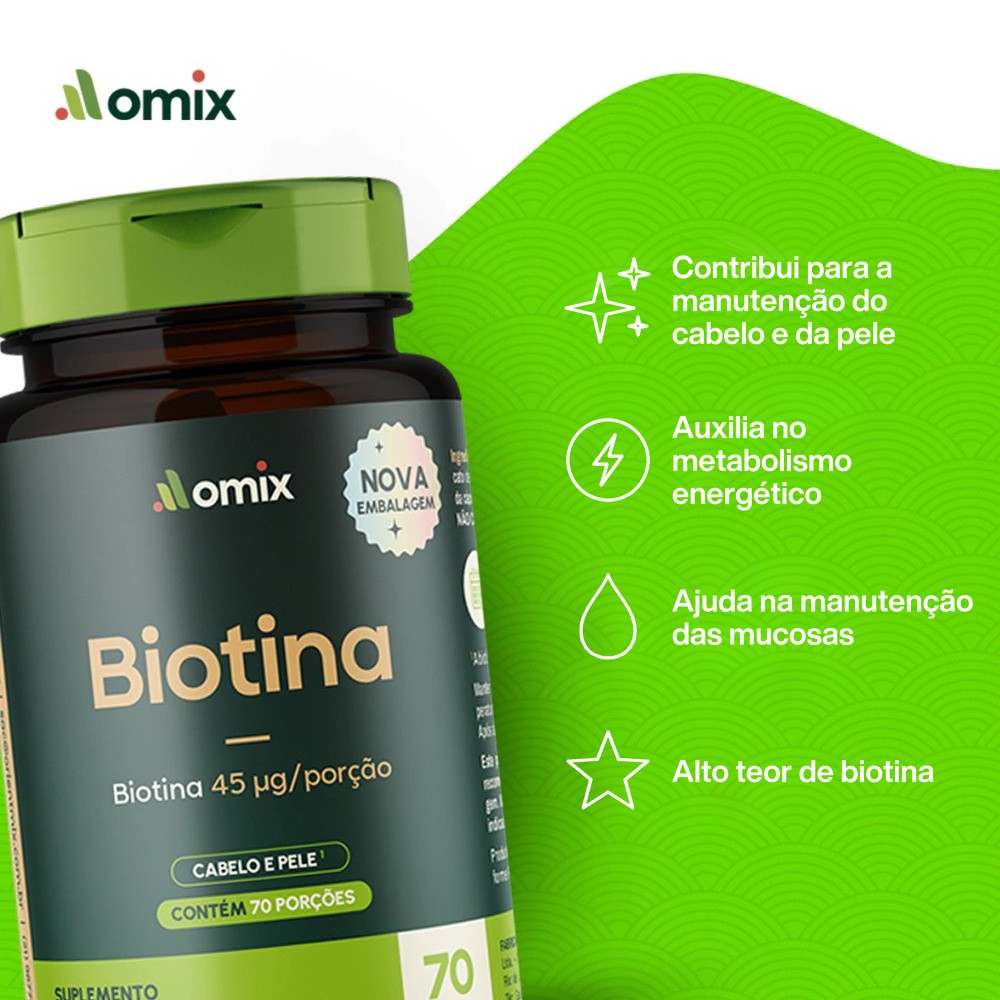 omix
Contribui para a
manutenção do
cabelo e da pele
Auxilia no
metabolismo
energético
Ajuda na manutenção
das mucosas
Alto teor de biotina
omix
NOVA
EMBALAGEM
Biotina
Biotina 45 µg/porção
CABELO E PELE¹
CONTÉM 70 PORÇÕES
70
SUPLEMENTO